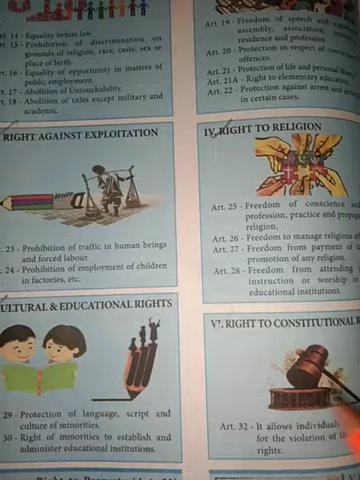 Art. 14 - Equality before law
Art. 15 - Prohibition of discrimination on
grounds of religion, race, caste, sex or
place of birth
Art. 16 - Equality of opportunity in matters of
public employment.
Art. 17 - Abolition of Untouchability.
Art. 18 - Abolition of titles except military and
academic.
RIGHT AGAINST EXPLOITATION
Art. 23 - Prohibition of traffic in human beings
and forced labour.
24 - Prohibition of employment of children
in factories, etc.
CULTURAL & EDUCATIONAL RIGHTS
29 - Protection of language, script and
culture of minorities.
30 - Right of minorities to establish and
administer educational institutions.
Art. 19 - Freedom of speech and
assembly, association,
residence and profession.
Art. 20 - Protection in respect of
offences.
Art. 21 - Protection of life and personal
Art. 21A - Right to elementary education
Art. 22 - Protection against arrest and
in certain cases.
IV. RIGHT TO RELIGION
Art. 25 - Freedom of conscience and
profession, practice and
religion.
Art. 26 - Freedom to manage religious
Art. 27 - Freedom from payment of
promotion of any religion.
Art. 28 - Freedom from attending
instruction or worship in
educational institutions.
VI. RIGHT TO CONSTITUTIONAL
Art. 32 - It allows individuals
for the violation of
rights.